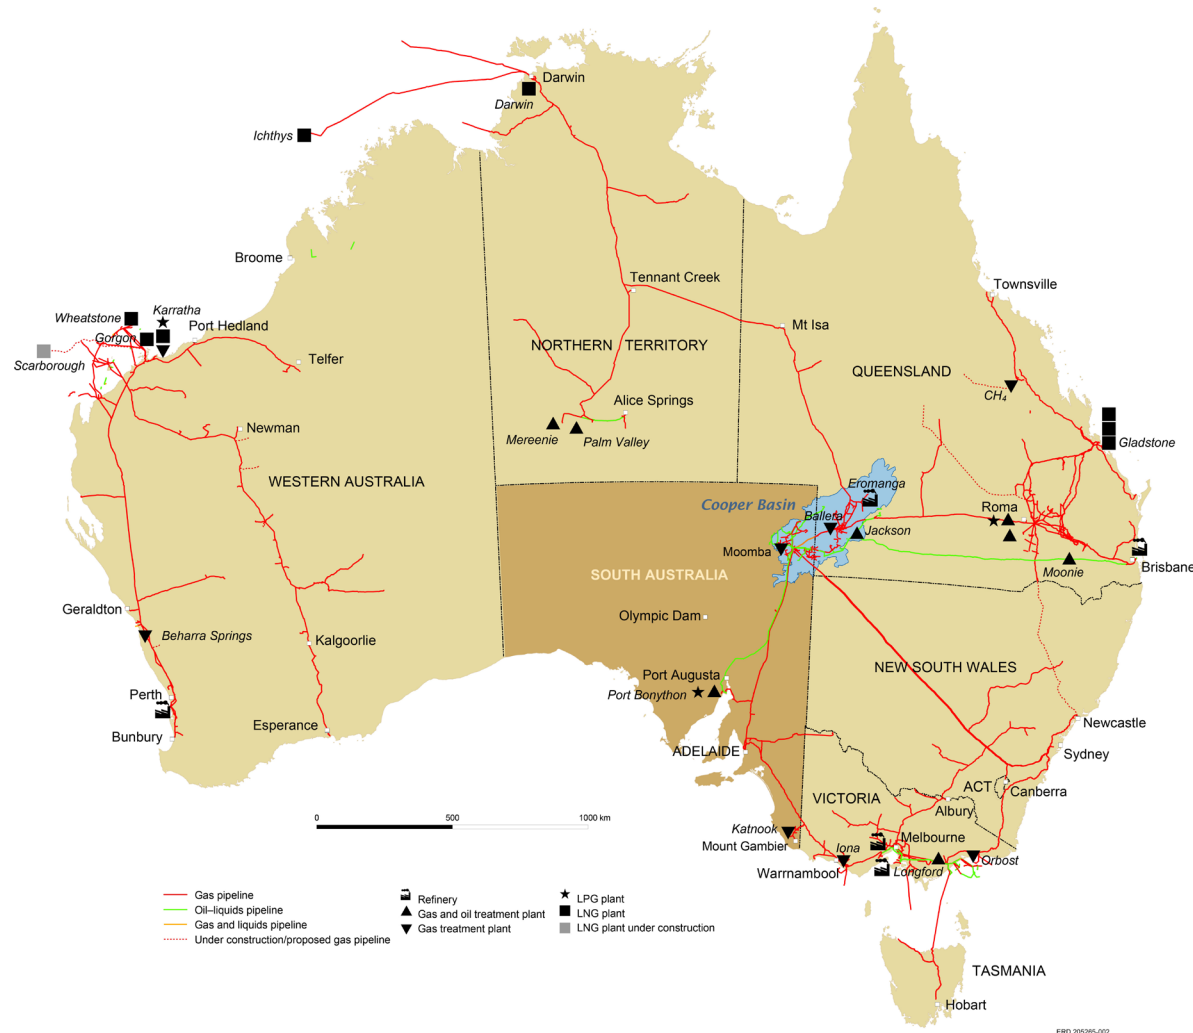 Darwin
Darwin
Ichthys
Broome
Tennant Creek
Townsville
Wheatstone
Karratha
Port Hedland
Gorgon
Mt Isa
Scarborough
Telfer
NORTHERN TERRITORY
QUEENSLAND
CH4
Alice Springs
Newman
Mereenie
Palm Valley
Gladstone
WESTERN AUSTRALIA
Eromanga
Cooper Basin
Roma
Ballera
Jackson
Moomba
Moonie
Brisbane
SOUTH AUSTRALIA
Geraldton
Olympic Dam
Beharra Springs
Kalgoorlie
NEW SOUTH WALES
Port Augusta
Perth
Port Bonython
Newcastle
Esperance
Bunbury
ADELAIDE
Sydney
ACT
Canberra
VICTORIA
Albury
0 500 1000 km
Katnook
Melbourne
Mount Gambier
Iona
Orbost
Warrnambool
Longford
Gas pipeline
Oil–liquids pipeline
Gas and liquids pipeline
Under construction/proposed gas pipeline
Refinery
Gas and oil treatment plant
Gas treatment plant
LPG plant
LNG plant
LNG plant under construction
TASMANIA
Hobart
ERD 205265-002